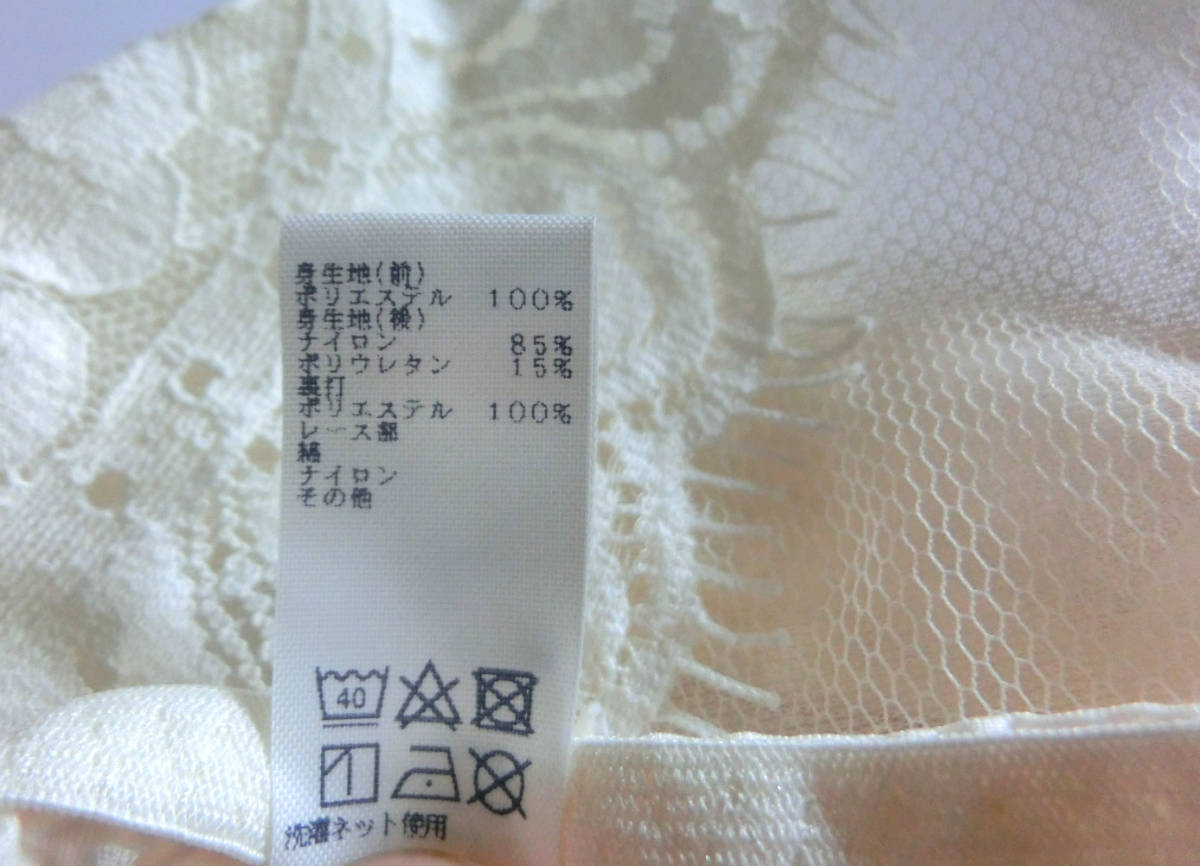 身生地(前)
ポリエステル 100%
身生地(後)
ナイロン 85%
ポリウレタン 15%
裏打
ポリエステル 100%
レース部
綿
ナイロン
その他
40
洗濯ネット使用